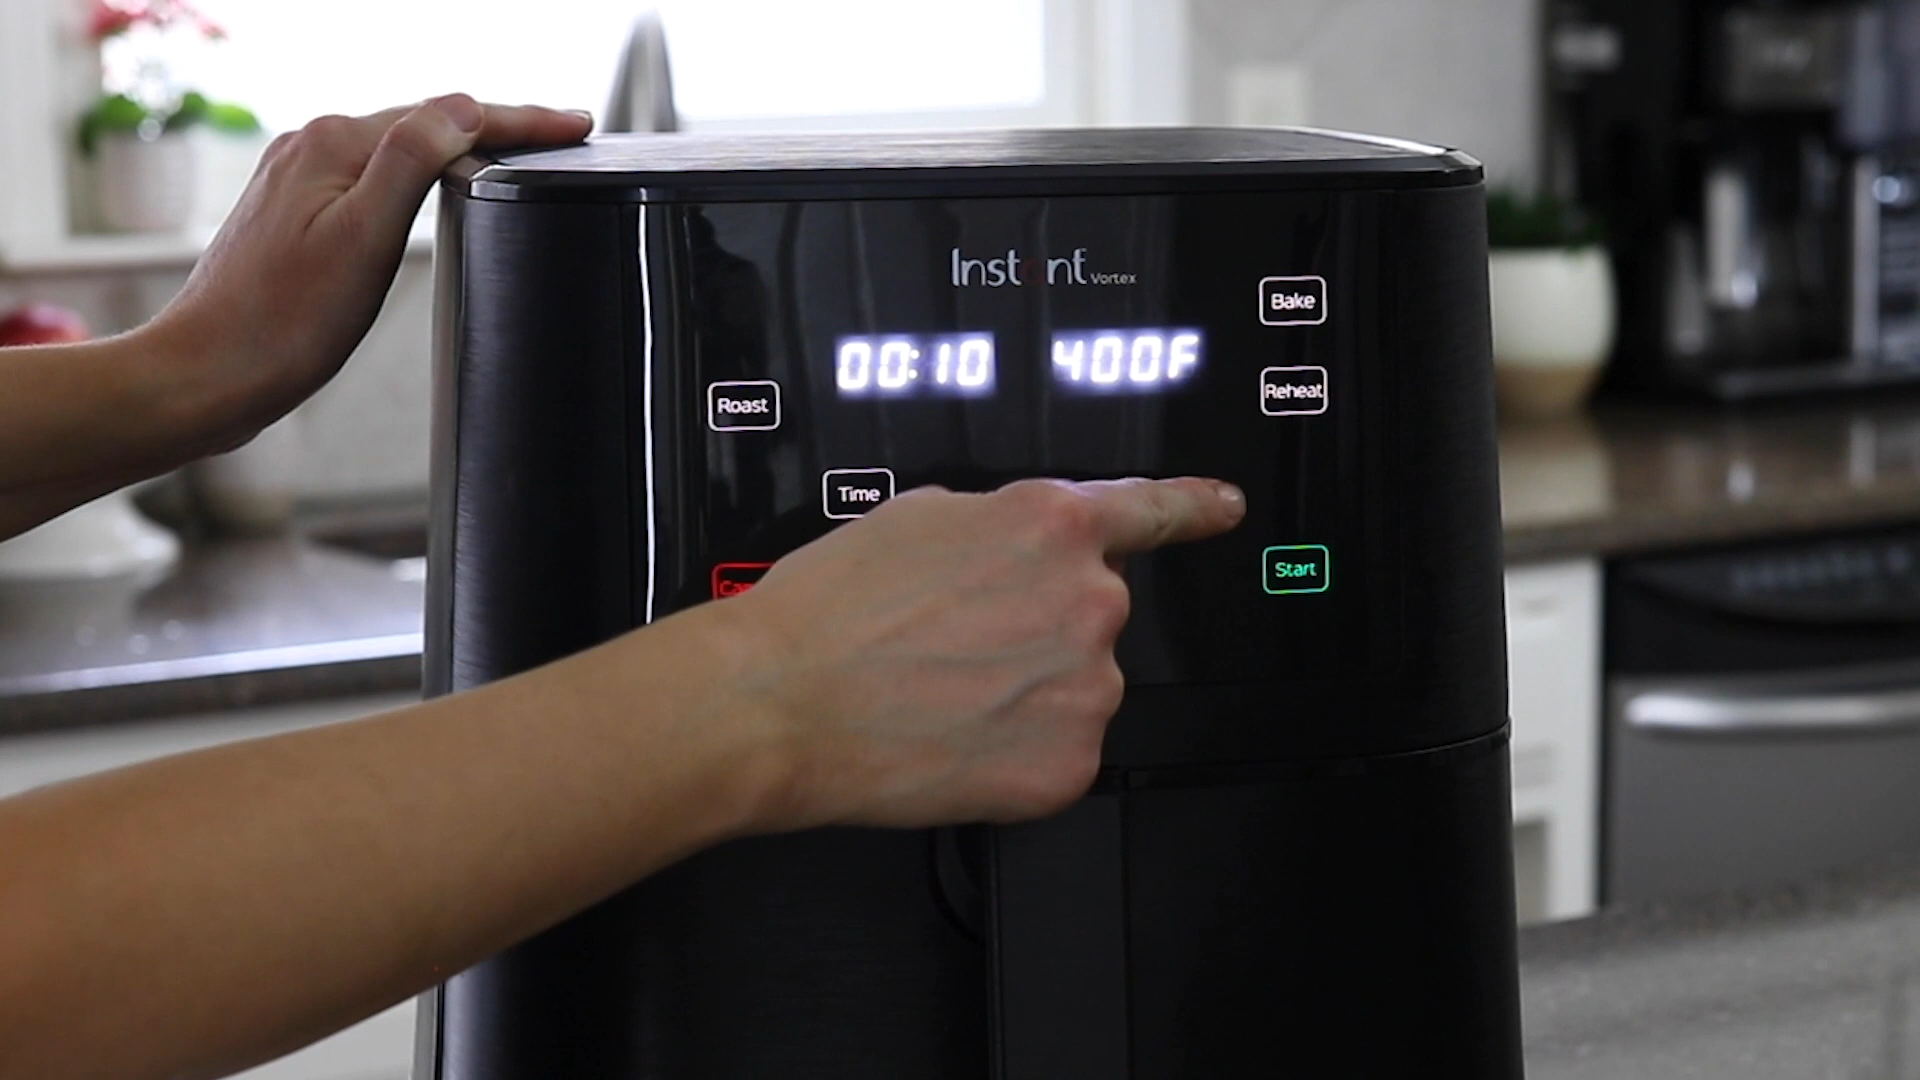 Instant Vortex
Bake
00:10 400F
Reheat
Roast
Time
Start